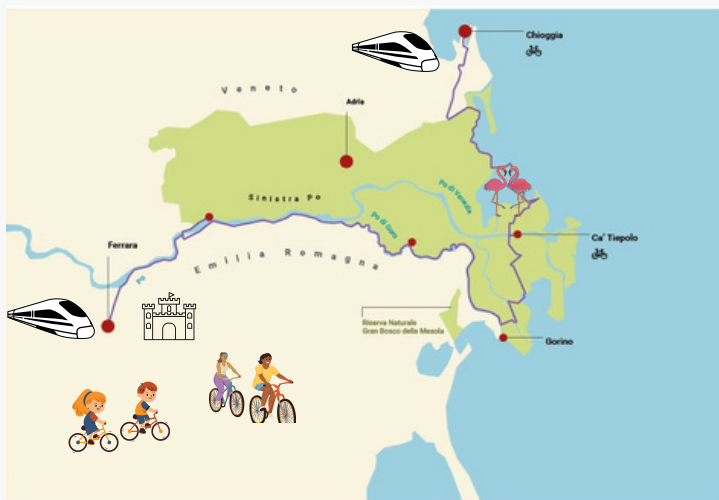 Chioggia
Veneto
Adria
Sinistra Po
Po di Venezia
Po di Goro
Ca' Tiepolo
Ferrara
Emilia Romagna
Po
Riserva Naturale
Gran Bosco della Mesola
Gorino